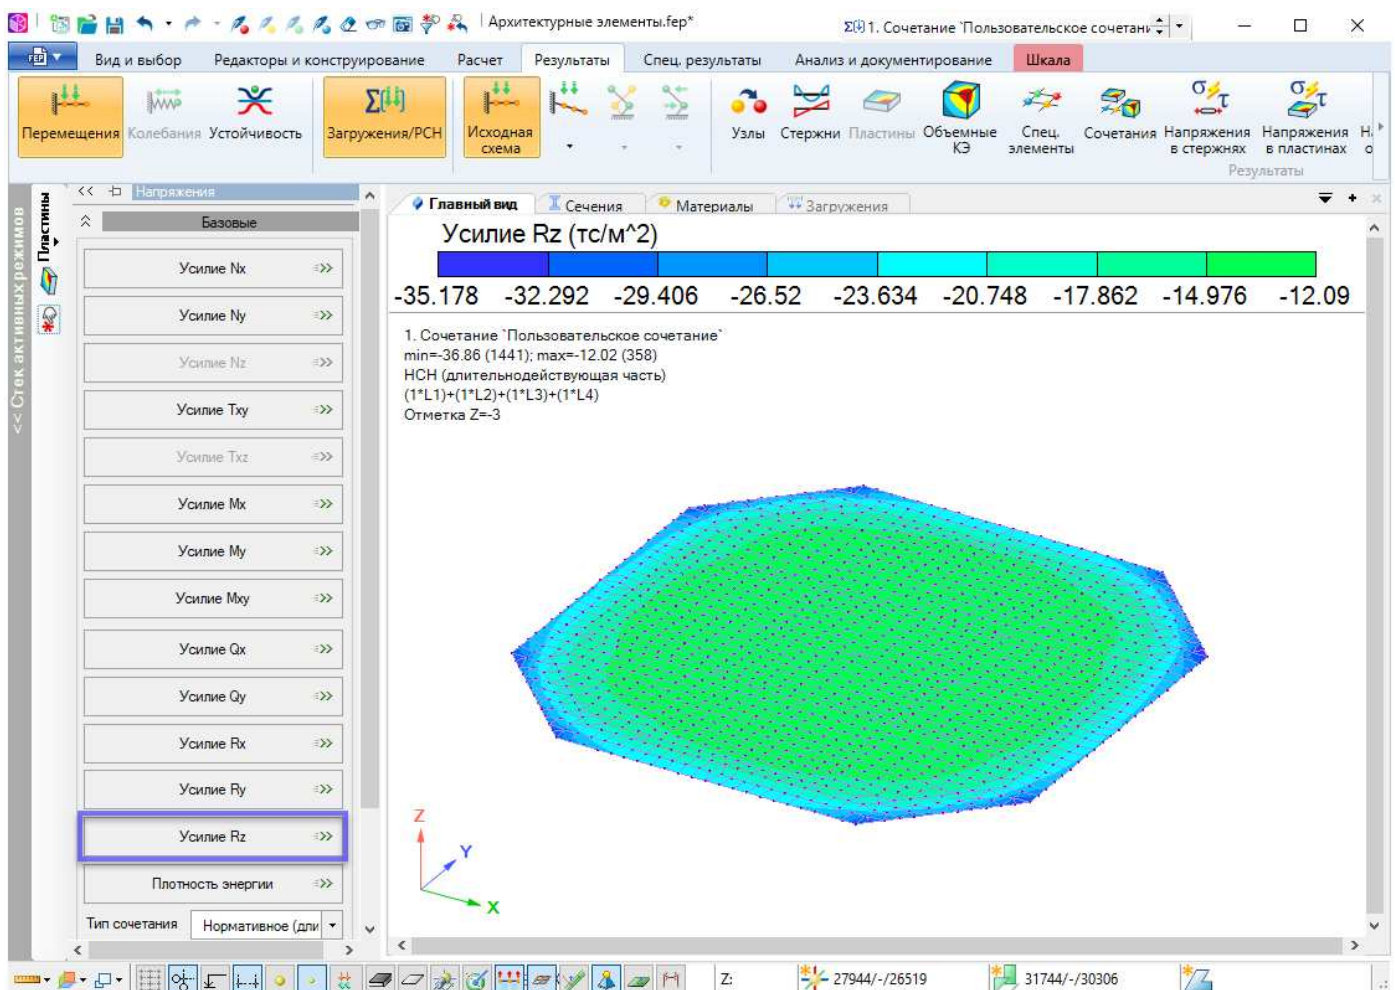 Архитектурные элементы.fep*
1. Сочетание `Пользовательское сочетани
FEP
Вид и выбор
Редакторы и конструирование
Расчет
Результаты
Спец. результаты
Анализ и документирование
Шкала
Перемещения
Колебания
Устойчивость
Загружения/РСН
Исходная
схема
Узлы
Стержни
Пластины
Объемные
КЭ
Спец.
элементы
Сочетания
Напряжения
в стержнях
Напряжения
в пластинах
Результаты
<< Стек активных режимов
Пластины
<<
Напряжения
Базовые
Усилие Nx
Усилие Ny
Усилие Nz
Усилие Txy
Усилие Txz
Усилие Mx
Усилие My
Усилие Mxy
Усилие Qx
Усилие Qy
Усилие Rx
Усилие Ry
Усилие Rz
Плотность энергии
Тип сочетания
Нормативное (дли
Главный вид
Сечения
Материалы
Загружения
Усилие Rz (тс/м^2)
-35.178 -32.292 -29.406 -26.52 -23.634 -20.748 -17.862 -14.976 -12.09
1. Сочетание `Пользовательское сочетание`
min=-36.86 (1441); max=-12.02 (358)
НСН (длительнодействующая часть)
(1*L1)+(1*L2)+(1*L3)+(1*L4)
Отметка Z=-3
Z
Y
X
Z:
27944/-/26519
31744/-/30306